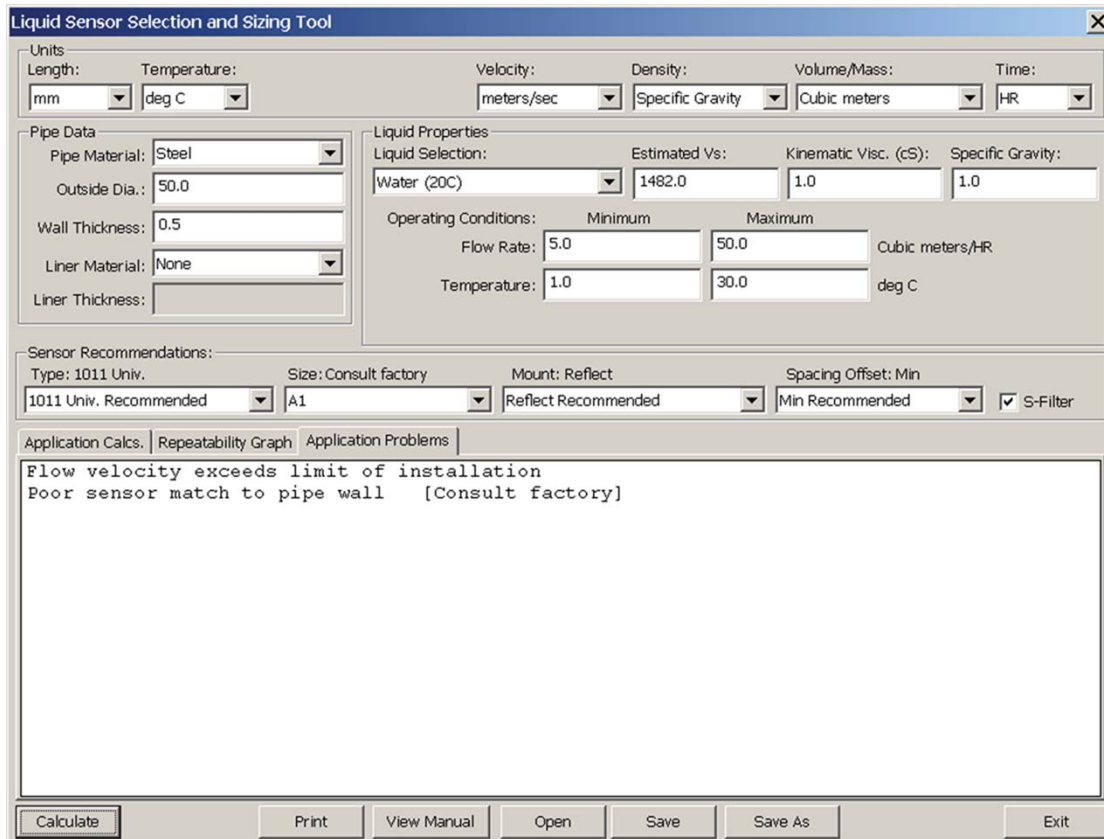 Liquid Sensor Selection and Sizing Tool
Units
Length: Temperature: Velocity: Density: Volume/Mass: Time:
mm deg C meters/sec Specific Gravity Cubic meters HR
Pipe Data
Pipe Material: Steel
Outside Dia.: 50.0
Wall Thickness: 0.5
Liner Material: None
Liner Thickness:
Liquid Properties
Liquid Selection: Estimated Vs: Kinematic Visc. (cS): Specific Gravity:
Water (20C) 1482.0 1.0 1.0
Operating Conditions: Minimum Maximum
Flow Rate: 5.0 50.0 Cubic meters/HR
Temperature: 1.0 30.0 deg C
Sensor Recommendations:
Type: 1011 Univ. Size: Consult factory Mount: Reflect Spacing Offset: Min
1011 Univ. Recommended A1 Reflect Recommended Min Recommended S-Filter
Application Calcs. Repeatability Graph Application Problems
Flow velocity exceeds limit of installation
Poor sensor match to pipe wall [Consult factory]
Calculate Print View Manual Open Save Save As Exit